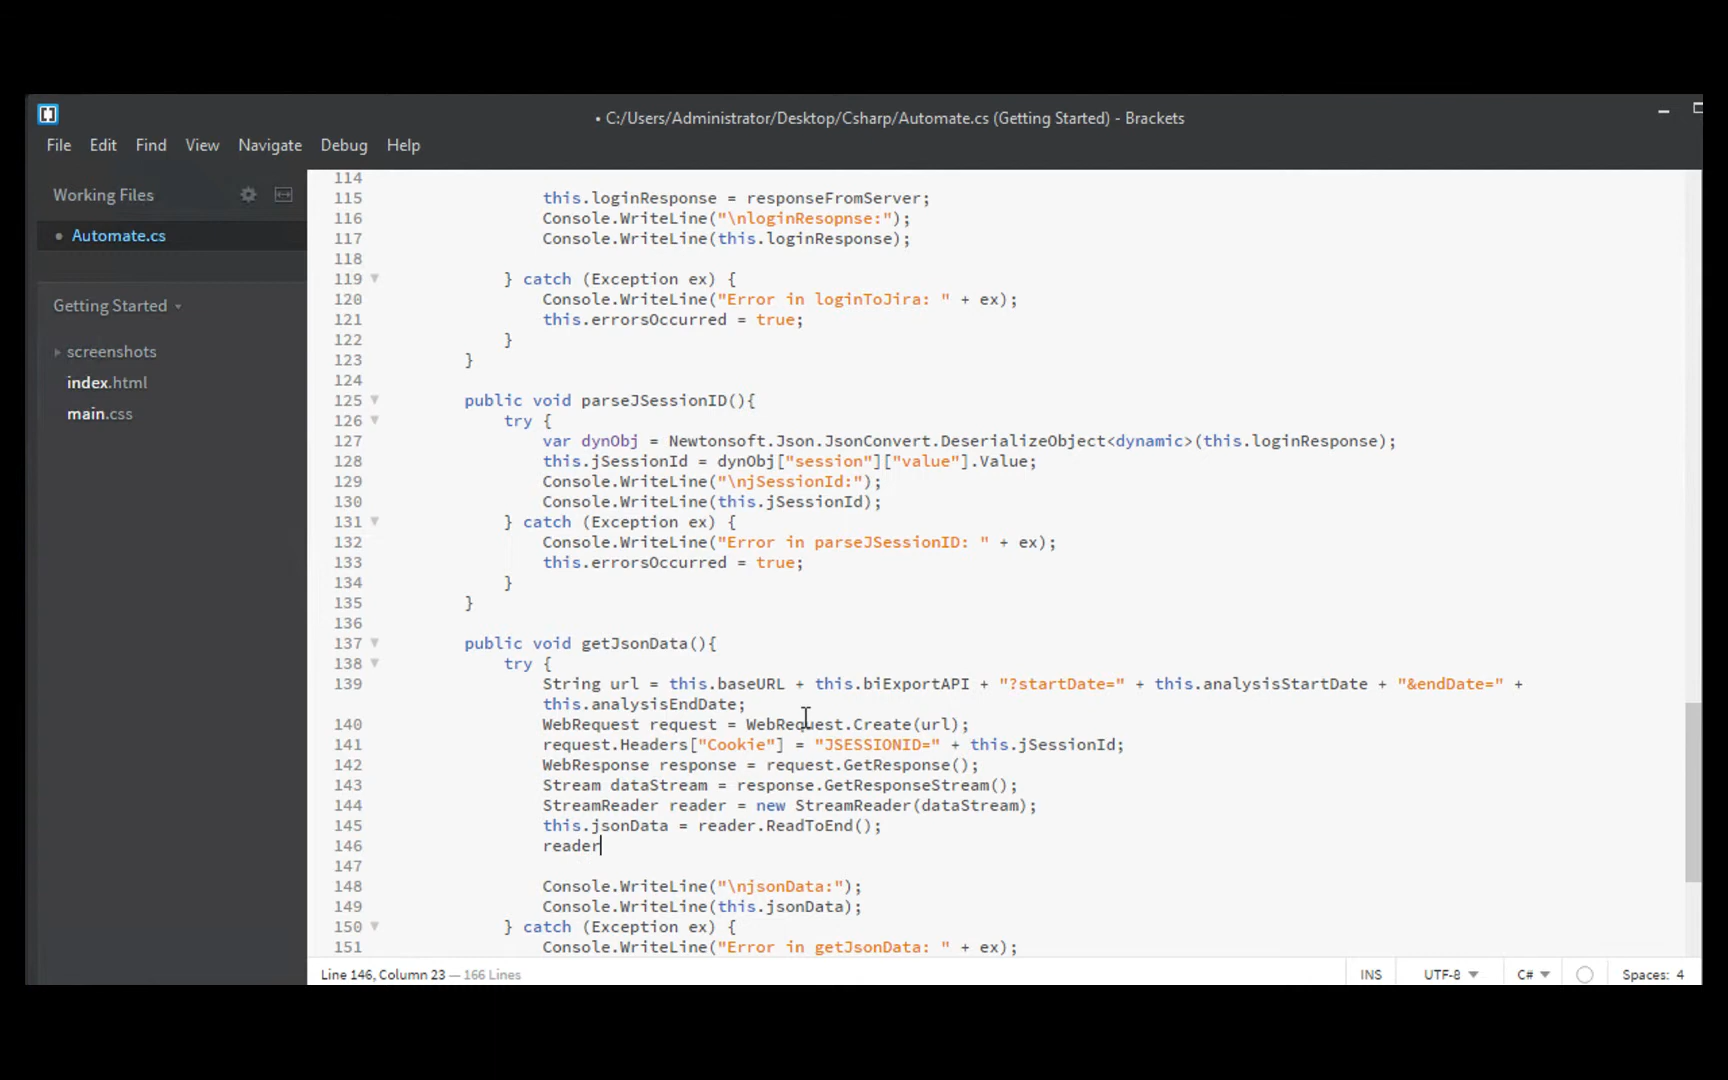 • C:/Users/Administrator/Desktop/Csharp/Automate.cs (Getting Started) - Brackets
File Edit Find View Navigate Debug Help
Working Files
• Automate.cs
Getting Started
screenshots
index.html
main.css
114
115 this.loginResponse = responseFromServer;
116 Console.WriteLine("\nloginResopnse:");
117 Console.WriteLine(this.loginResponse);
118
119 } catch (Exception ex) {
120 Console.WriteLine("Error in loginToJira: " + ex);
121 this.errorsOccurred = true;
122 }
123 }
124
125 public void parseJSessionID(){
126 try {
127 var dynObj = Newtonsoft.Json.JsonConvert.DeserializeObject<dynamic>(this.loginResponse);
128 this.jSessionId = dynObj["session"]["value"].Value;
129 Console.WriteLine("\njSessionId:");
130 Console.WriteLine(this.jSessionId);
131 } catch (Exception ex) {
132 Console.WriteLine("Error in parseJSessionID: " + ex);
133 this.errorsOccurred = true;
134 }
135 }
136
137 public void getJsonData(){
138 try {
139 String url = this.baseURL + this.biExportAPI + "?startDate=" + this.analysisStartDate + "&endDate=" +
this.analysisEndDate;
140 WebRequest request = WebRequest.Create(url);
141 request.Headers["Cookie"] = "JSESSIONID=" + this.jSessionId;
142 WebResponse response = request.GetResponse();
143 Stream dataStream = response.GetResponseStream();
144 StreamReader reader = new StreamReader(dataStream);
145 this.jsonData = reader.ReadToEnd();
146 reader
147
148 Console.WriteLine("\njsonData:");
149 Console.WriteLine(this.jsonData);
150 } catch (Exception ex) {
151 Console.WriteLine("Error in getJsonData: " + ex);
Line 146, Column 23 — 166 Lines
INS UTF-8 C# Spaces: 4